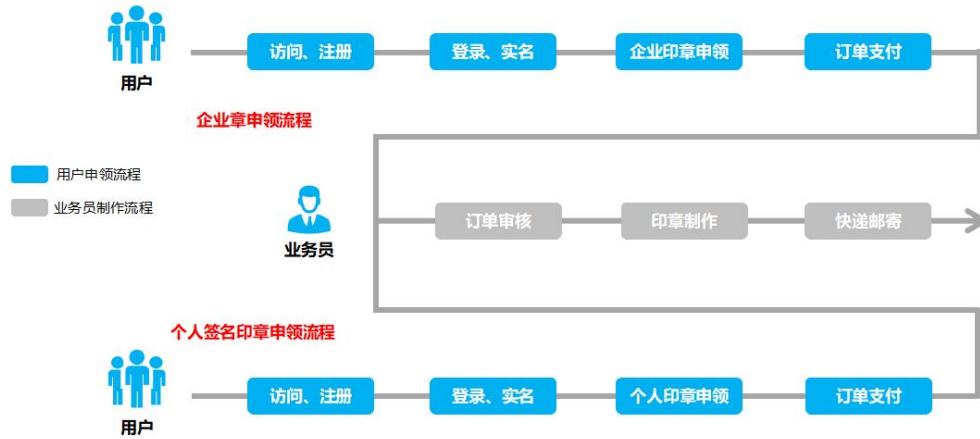 访问、注册
登录、实名
企业印章申领
订单支付
用户
企业章申领流程
用户申领流程
业务员制作流程
订单审核
印章制作
快递邮寄
业务员
个人签名印章申领流程
访问、注册
登录、实名
个人印章申领
订单支付
用户